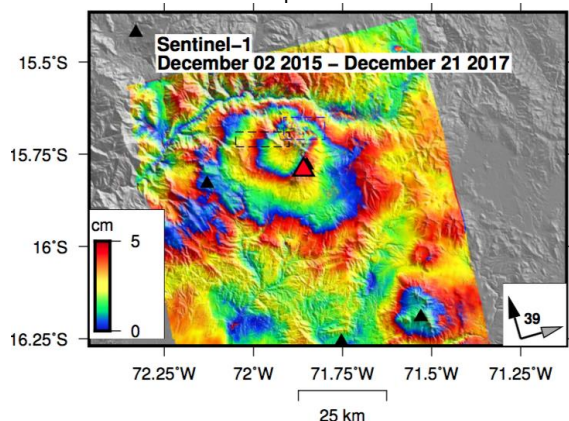 Sentinel−1
December 02 2015 − December 21 2017
15.5˚S
15.75˚S
16˚S
16.25˚S
cm
5
0
39
72.25˚W
72˚W
71.75˚W
71.5˚W
71.25˚W
25 km